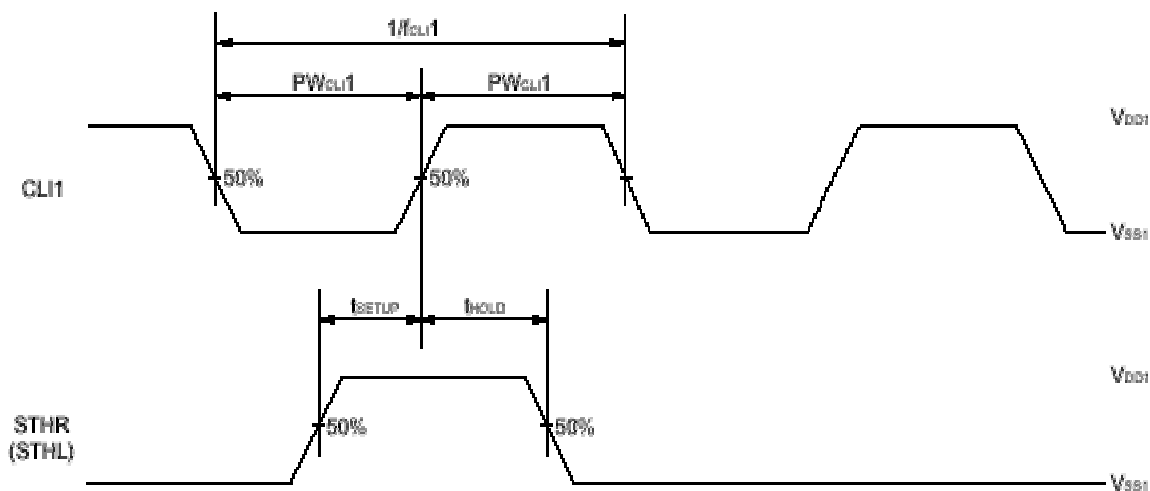 1/fCLI1
PWCLI1 PWCLI1
VDD1
50% 50%
CLI1
VSS1
tSETUP tHOLD
VDD1
STHR
(STHL)
50% 50%
VSS1